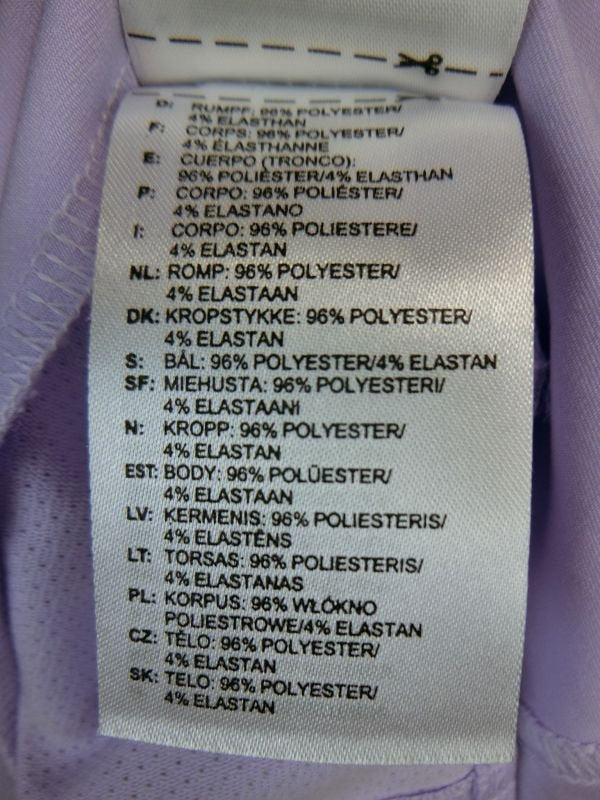 D: RUMPF: 96% POLYESTER/
4% ELASTHAN
F: CORPS: 96% POLYESTER/
4% ÉLASTHANNE
E: CUERPO (TRONCO):
96% POLIÉSTER/4% ELASTHAN
P: CORPO: 96% POLIÉSTER/
4% ELASTANO
I: CORPO: 96% POLIESTERE/
4% ELASTAN
NL: ROMP: 96% POLYESTER/
4% ELASTAAN
DK: KROPSTYKKE: 96% POLYESTER/
4% ELASTAN
S: BÅL: 96% POLYESTER/4% ELASTAN
SF: MIEHUSTA: 96% POLYESTERI/
4% ELASTAANI
N: KROPP: 96% POLYESTER/
4% ELASTAN
EST: BODY: 96% POLÜESTER/
4% ELASTAAN
LV: ĶERMENIS: 96% POLIESTERIS/
4% ELASTĒNS
LT: TORSAS: 96% POLIESTERIS/
4% ELASTANAS
PL: KORPUS: 96% WŁÓKNO
POLIESTROWE/4% ELASTAN
CZ: TĚLO: 96% POLYESTER/
4% ELASTAN
SK: TELO: 96% POLYESTER/
4% ELASTAN